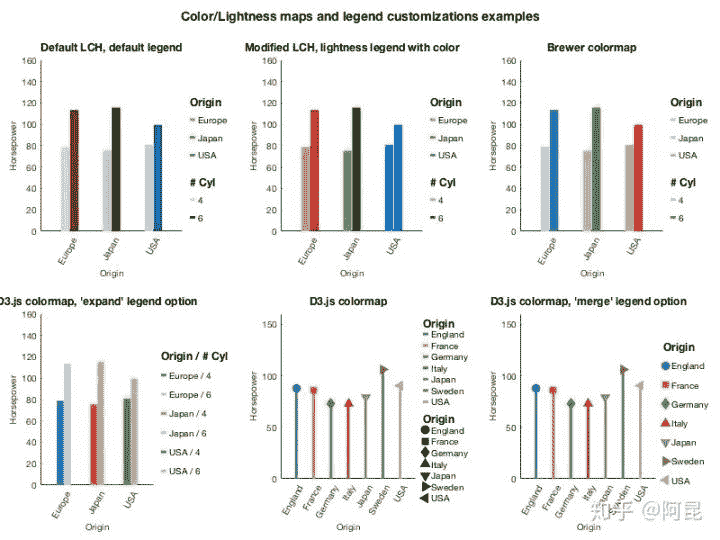 Color/Lightness maps and legend customizations examples
Default LCH, default legend
160
140
120
100
80
60
40
20
0
Horsepower
Europe
Japan
USA
Origin
Origin
Europe
Japan
USA
# Cyl
4
6
Modified LCH, lightness legend with color
160
140
120
100
80
60
40
20
0
Horsepower
Europe
Japan
USA
Origin
Origin
Europe
Japan
USA
# Cyl
4
6
Brewer colormap
160
140
120
100
80
60
40
20
0
Horsepower
Europe
Japan
USA
Origin
Origin
Europe
Japan
USA
# Cyl
4
6
D3.js colormap, 'expand' legend option
160
140
120
100
80
60
40
20
0
Horsepower
Europe
Japan
USA
Origin
Origin / # Cyl
Europe / 4
Europe / 6
Japan / 4
Japan / 6
USA / 4
USA / 6
D3.js colormap
150
100
50
0
Horsepower
England
France
Germany
Italy
Japan
Sweden
USA
Origin
Origin
England
France
Germany
Italy
Japan
Sweden
USA
Origin
England
France
Germany
Italy
Japan
Sweden
USA
D3.js colormap, 'merge' legend option
150
100
50
0
Horsepower
England
France
Germany
Italy
Japan
Sweden
USA
Origin
Origin
England
France
Germany
Italy
Japan
Sweden
USA
知乎 @阿昆